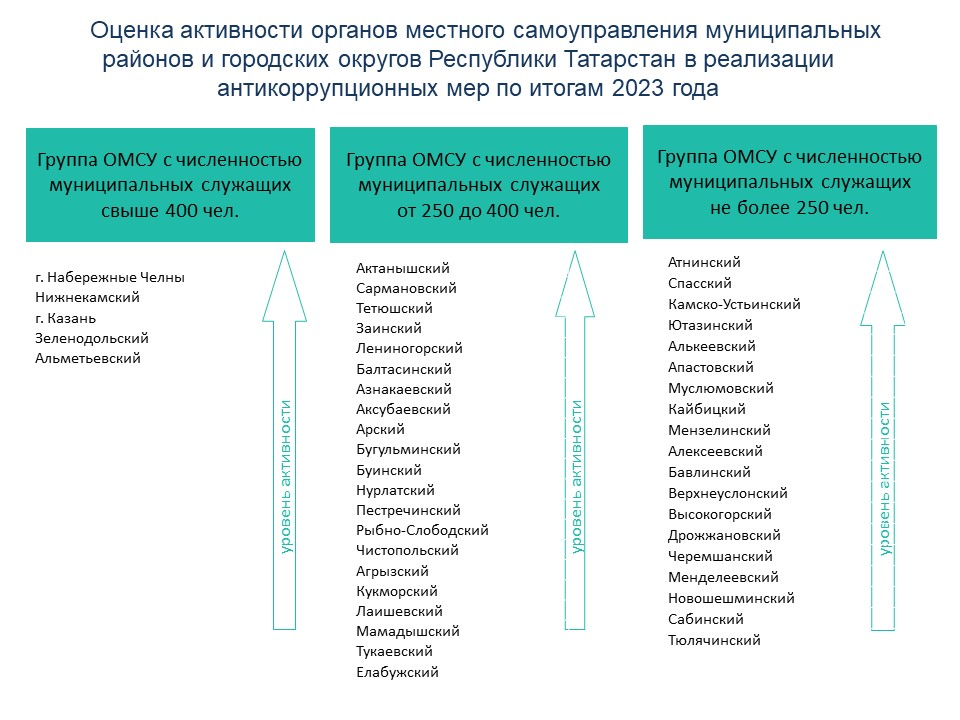 Оценка активности органов местного самоуправления муниципальных
районов и городских округов Республики Татарстан в реализации
антикоррупционных мер по итогам 2023 года
Группа ОМСУ с численностью
муниципальных служащих
свыше 400 чел.
г. Набережные Челны
Нижнекамский
г. Казань
Зеленодольский
Альметьевский
уровень активности
Группа ОМСУ с численностью
муниципальных служащих
от 250 до 400 чел.
Актанышский
Сармановский
Тетюшский
Заинский
Лениногорский
Балтасинский
Азнакаевский
Аксубаевский
Арский
Бугульминский
Буинский
Нурлатский
Пестречинский
Рыбно-Слободский
Чистопольский
Агрызский
Кукморский
Лаишевский
Мамадышский
Тукаевский
Елабужский
уровень активности
Группа ОМСУ с численностью
муниципальных служащих
не более 250 чел.
Атнинский
Спасский
Камско-Устьинский
Ютазинский
Алькеевский
Апастовский
Муслюмовский
Кайбицкий
Мензелинский
Алексеевский
Бавлинский
Верхнеуслонский
Высокогорский
Дрожжановский
Черемшанский
Менделеевский
Новошешминский
Сабинский
Тюлячинский
уровень активности